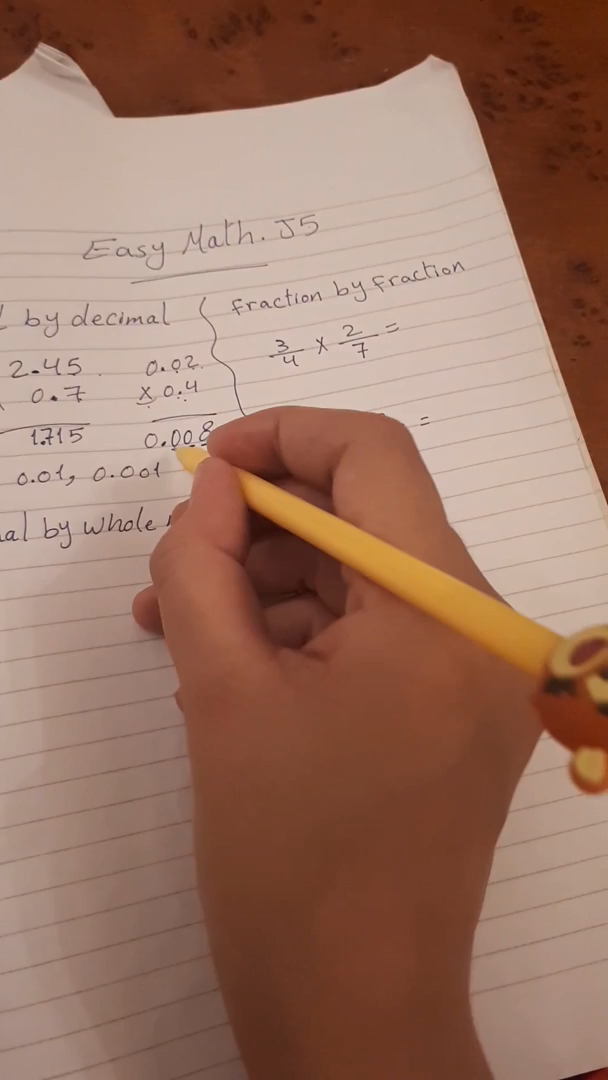 Easy Math. J5
by decimal
2.45
0.7
1.715
0.02
x 0.4
0.008
0.01, 0.001
by whole
fraction by fraction
3/4 x 2/7 =
=